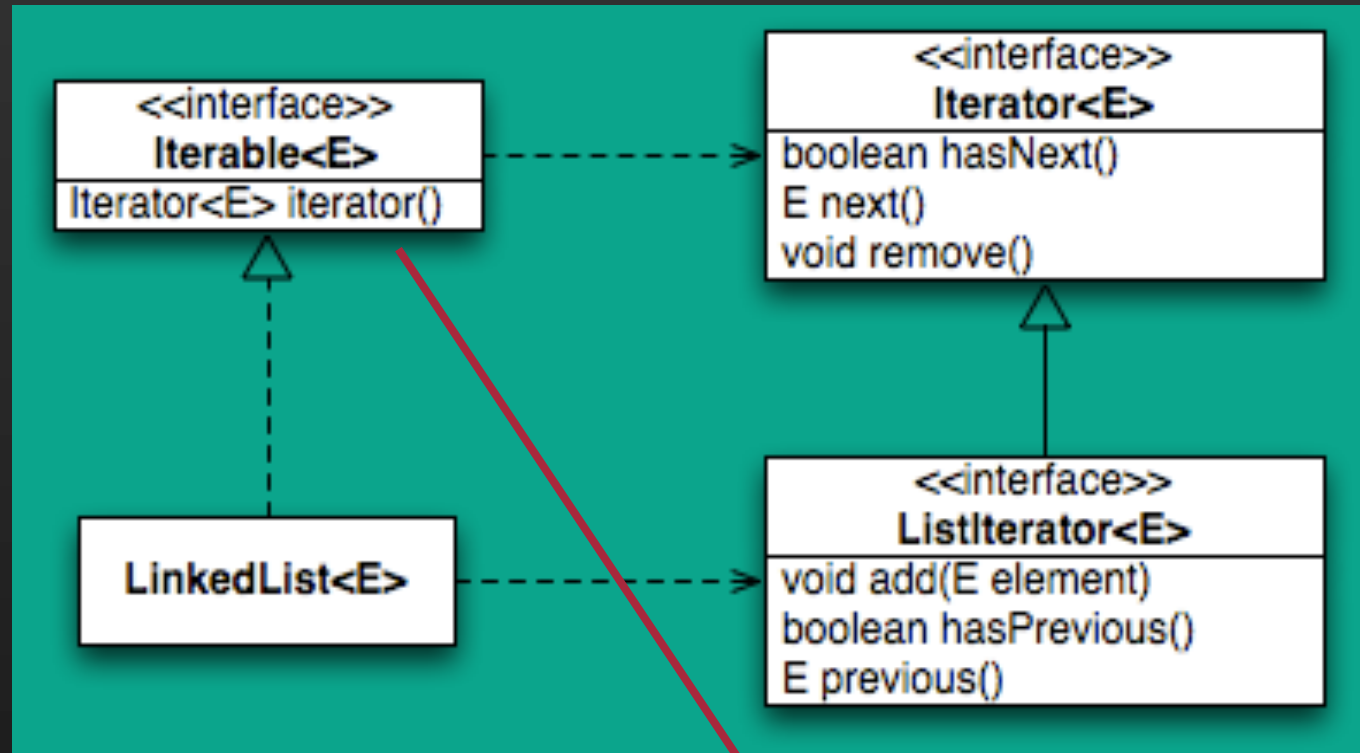 <<interface>>
Iterable<E>
Iterator<E> iterator()
<<interface>>
Iterator<E>
boolean hasNext()
E next()
void remove()
LinkedList<E>
<<interface>>
ListIterator<E>
void add(E element)
boolean hasPrevious()
E previous()